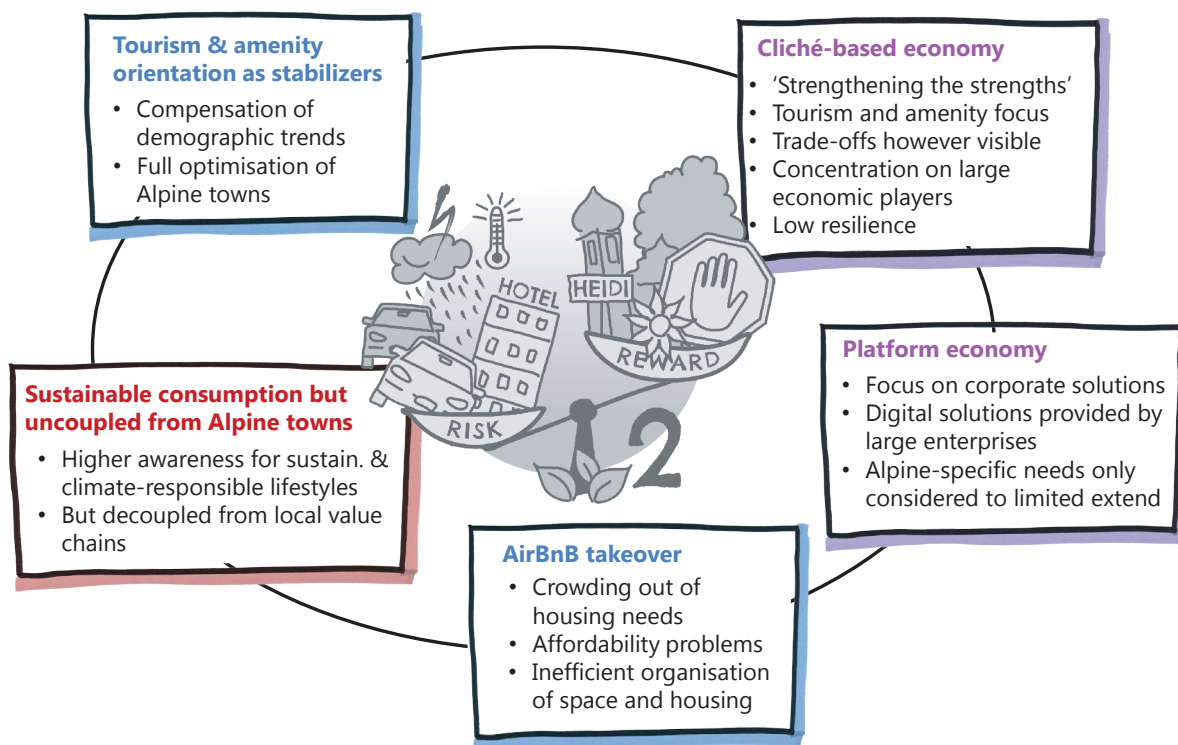 Tourism & amenity
orientation as stabilizers
• Compensation of
demographic trends
• Full optimisation of
Alpine towns
Cliché-based economy
• ‘Strengthening the strengths’
• Tourism and amenity focus
• Trade-offs however visible
• Concentration on large
economic players
• Low resilience
HOTEL
HEIDI
REWARD
RISK
2
Sustainable consumption but
uncoupled from Alpine towns
• Higher awareness for sustain. &
climate-responsible lifestyles
• But decoupled from local value
chains
Platform economy
• Focus on corporate solutions
• Digital solutions provided by
large enterprises
• Alpine-specific needs only
considered to limited extend
AirBnB takeover
• Crowding out of
housing needs
• Affordability problems
• Inefficient organisation
of space and housing